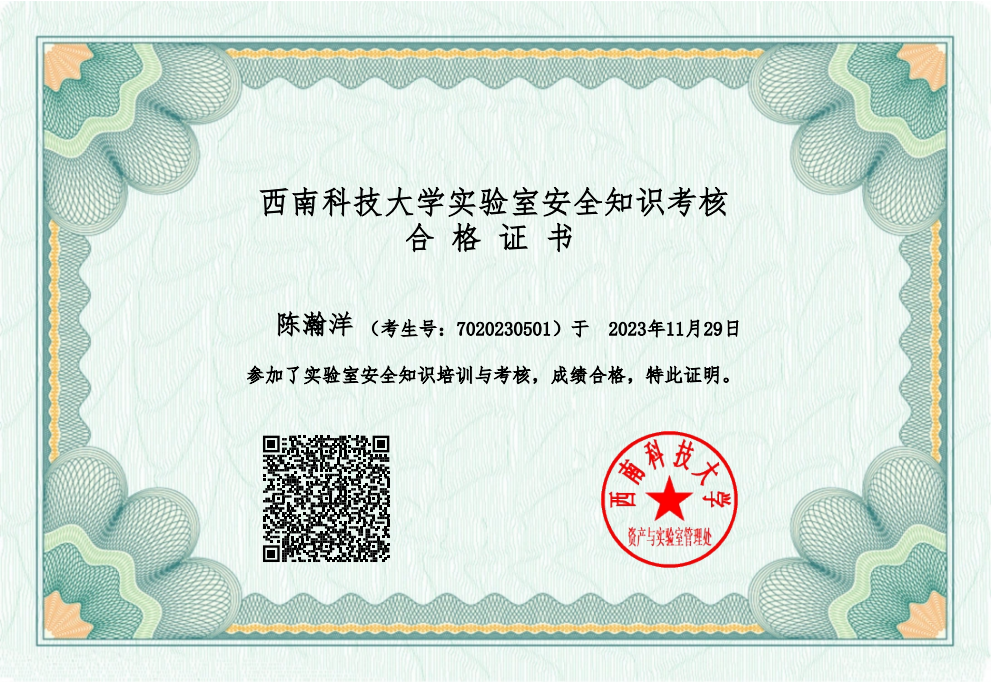 西南科技大学实验室安全知识考核
合格证书
陈瀚洋（考生号：7020230501）于 2023年11月29日
参加了实验室安全知识培训与考核，成绩合格，特此证明。
西南科技大学
资产与实验室管理处